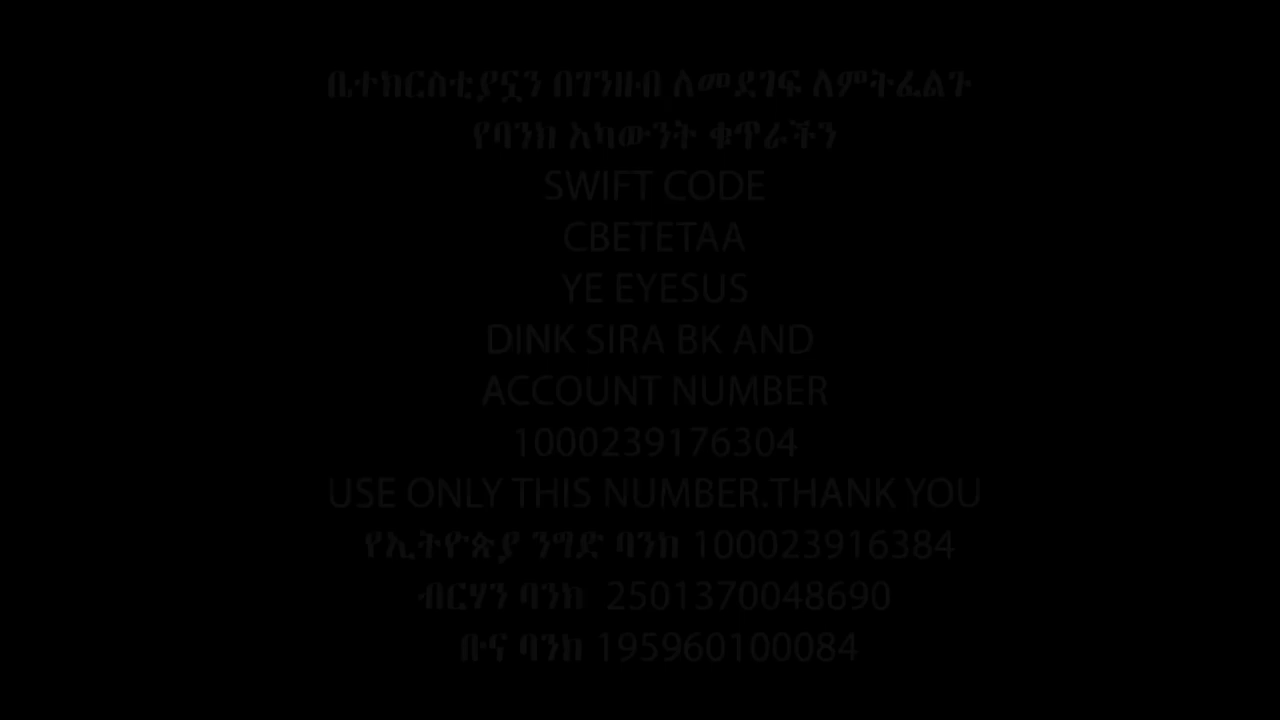 ቤተክርስቲያኗን በገንዘብ ለመደገፍ ለምትፈልጉ
የባንክ አካውንት ቁጥራችን
SWIFT CODE
CBETETAA
YE EYESUS
DINK SIRA BK AND
ACCOUNT NUMBER
1000239176304
USE ONLY THIS NUMBER.THANK YOU
የኢትዮጵያ ንግድ ባንክ 100023916384
ብርሃን ባንክ 2501370048690
ቡና ባንክ 195960100084